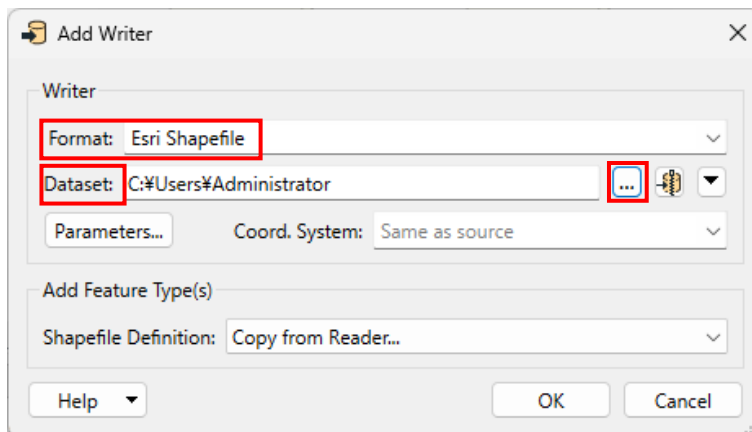 Add Writer
Writer
Format: Esri Shapefile
Dataset: C:¥Users¥Administrator ...
Parameters... Coord. System: Same as source
Add Feature Type(s)
Shapefile Definition: Copy from Reader...
Help OK Cancel